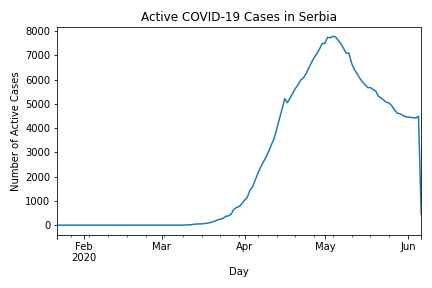 Active COVID-19 Cases in Serbia
8000
7000
6000
5000
4000
3000
2000
1000
0
Number of Active Cases
Feb
2020
Mar
Apr
May
Jun
Day